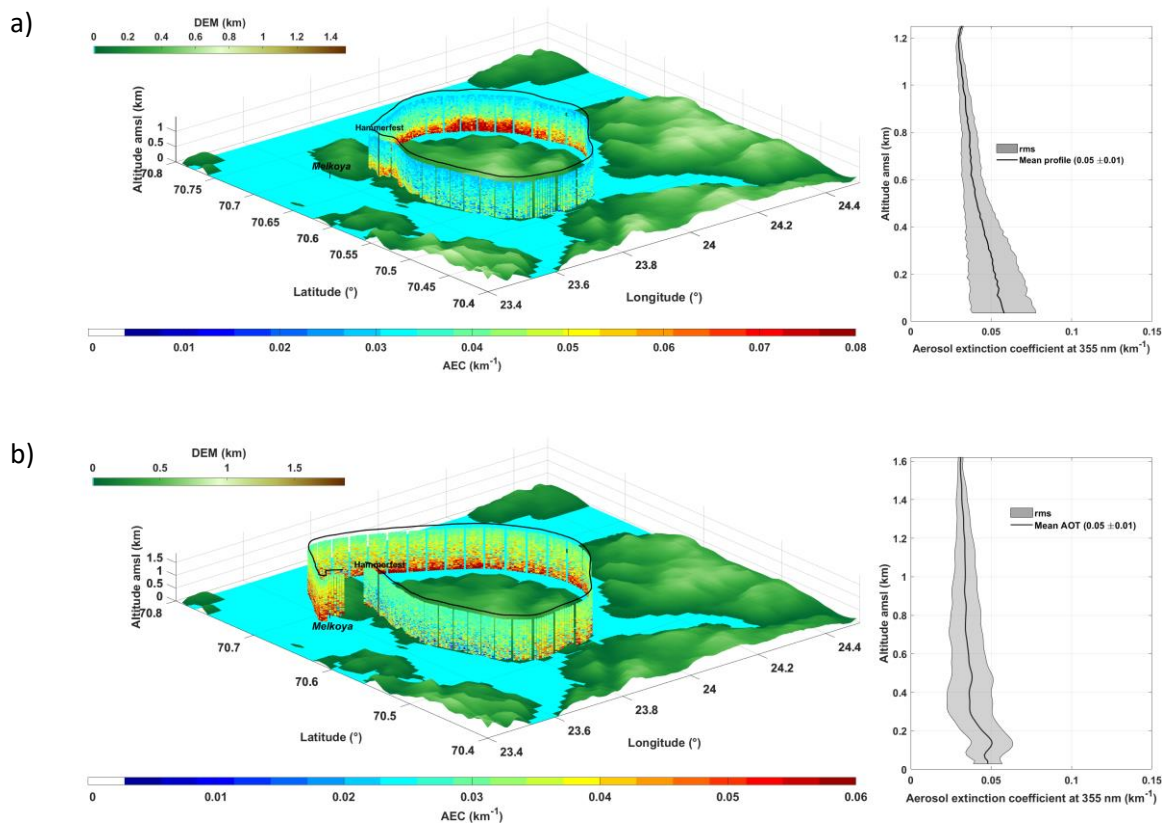 a)
DEM (km)
0 0.2 0.4 0.6 0.8 1 1.2 1.4
Altitude amsl (km)
1
0.5
0
Hammerfest
Melkoya
70.8
70.75
70.7
70.65
70.6
70.55
70.5
70.45
70.4
Latitude (°)
23.4
23.6
23.8
24
24.2
24.4
Longitude (°)
0 0.01 0.02 0.03 0.04 0.05 0.06 0.07 0.08
AEC (km-1)
1.2
1
0.8
0.6
0.4
0.2
0
Altitude amsl (km)
rms
Mean profile (0.05 ±0.01)
0 0.05 0.1 0.15
Aerosol extinction coefficient at 355 nm (km-1)
b)
DEM (km)
0 0.5 1 1.5
Altitude amsl (km)
1.5
1
0.5
0
Hammerfest
Melkoya
70.8
70.7
70.6
70.5
70.4
Latitude (°)
23.4
23.6
23.8
24
24.2
24.4
Longitude (°)
0 0.01 0.02 0.03 0.04 0.05 0.06
AEC (km-1)
1.6
1.4
1.2
1
0.8
0.6
0.4
0.2
0
Altitude amsl (km)
rms
Mean AOT (0.05 ±0.01)
0 0.05 0.1 0.15
Aerosol extinction coefficient at 355 nm (km-1)